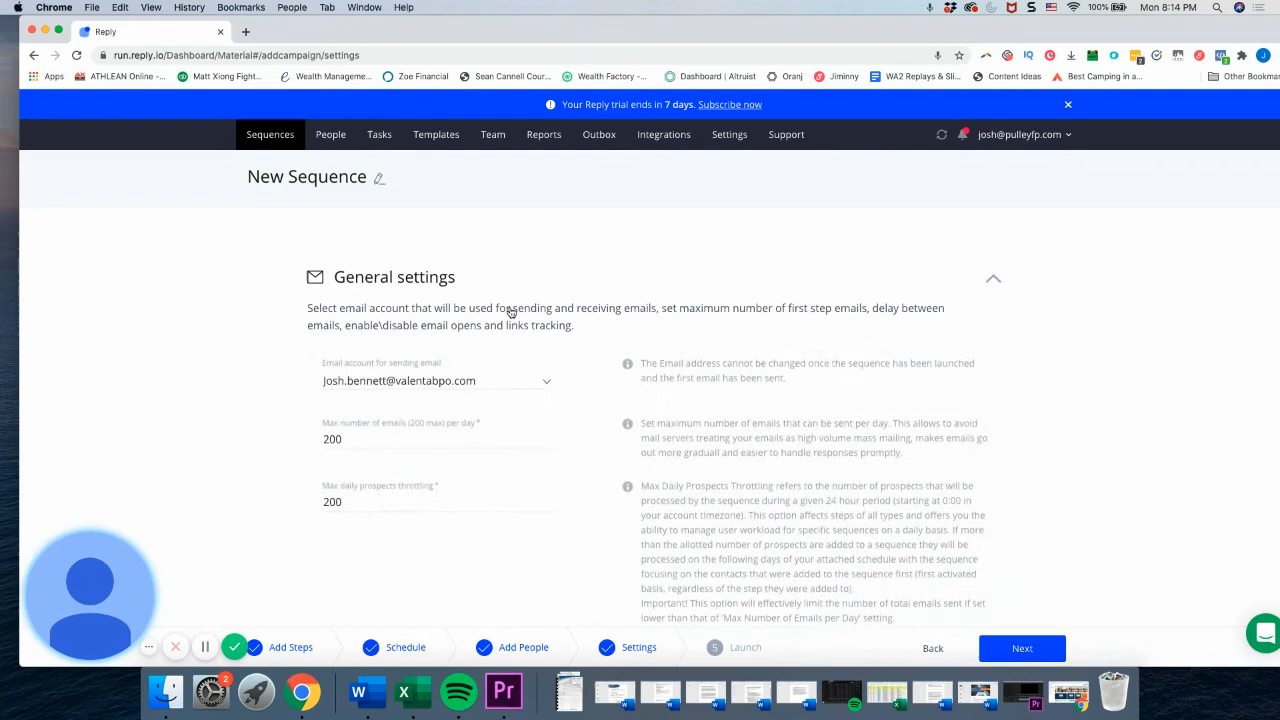 Chrome File Edit View History Bookmarks People Tab Window Help
100% Mon 8:14 PM
Reply
run.reply.io/Dashboard/Material#/addcampaign/settings
Apps ATHLEAN Online -... Matt Xiong Fight... Wealth Manageme... Zoe Financial Sean Cannell Cour... Wealth Factory -... Dashboard | Altruist Oranj Jiminny WA2 Replays & Sli... Content Ideas Best Camping in a... Other Bookma
Your Reply trial ends in 7 days. Subscribe now
Sequences People Tasks Templates Team Reports Outbox Integrations Settings Support josh@pulleyfp.com
New Sequence
General settings
Select email account that will be used for sending and receiving emails, set maximum number of first step emails, delay between
emails, enable\disable email opens and links tracking.
Email account for sending email
Josh.bennett@valentabpo.com
The Email address cannot be changed once the sequence has been launched
and the first email has been sent.
Max number of emails (200 max) per day *
200
Set maximum number of emails that can be sent per day. This allows to avoid
mail servers treating your emails as high volume mass mailing, makes emails go
out more graduall and easier to handle responses promptly.
Max daily prospects throttling *
200
Max Daily Prospects Throttling refers to the number of prospects that will be
processed by the sequence during a given 24 hour period (starting at 0:00 in
your account timezone). This option affects steps of all types and offers you the
ability to manage user workload for specific sequences on a daily basis. If more
than the allotted number of prospects are added to a sequence they will be
processed on the following days of your attached schedule with the sequence
focusing on the contacts that were added to the sequence first (first activated
basis, regardless of the step they were added to).
Important! This option will effectively limit the number of total emails sent if set
lower than that of 'Max Number of Emails per Day' setting.
Add Steps Schedule Add People Settings 5 Launch Back Next
2 W X Pr